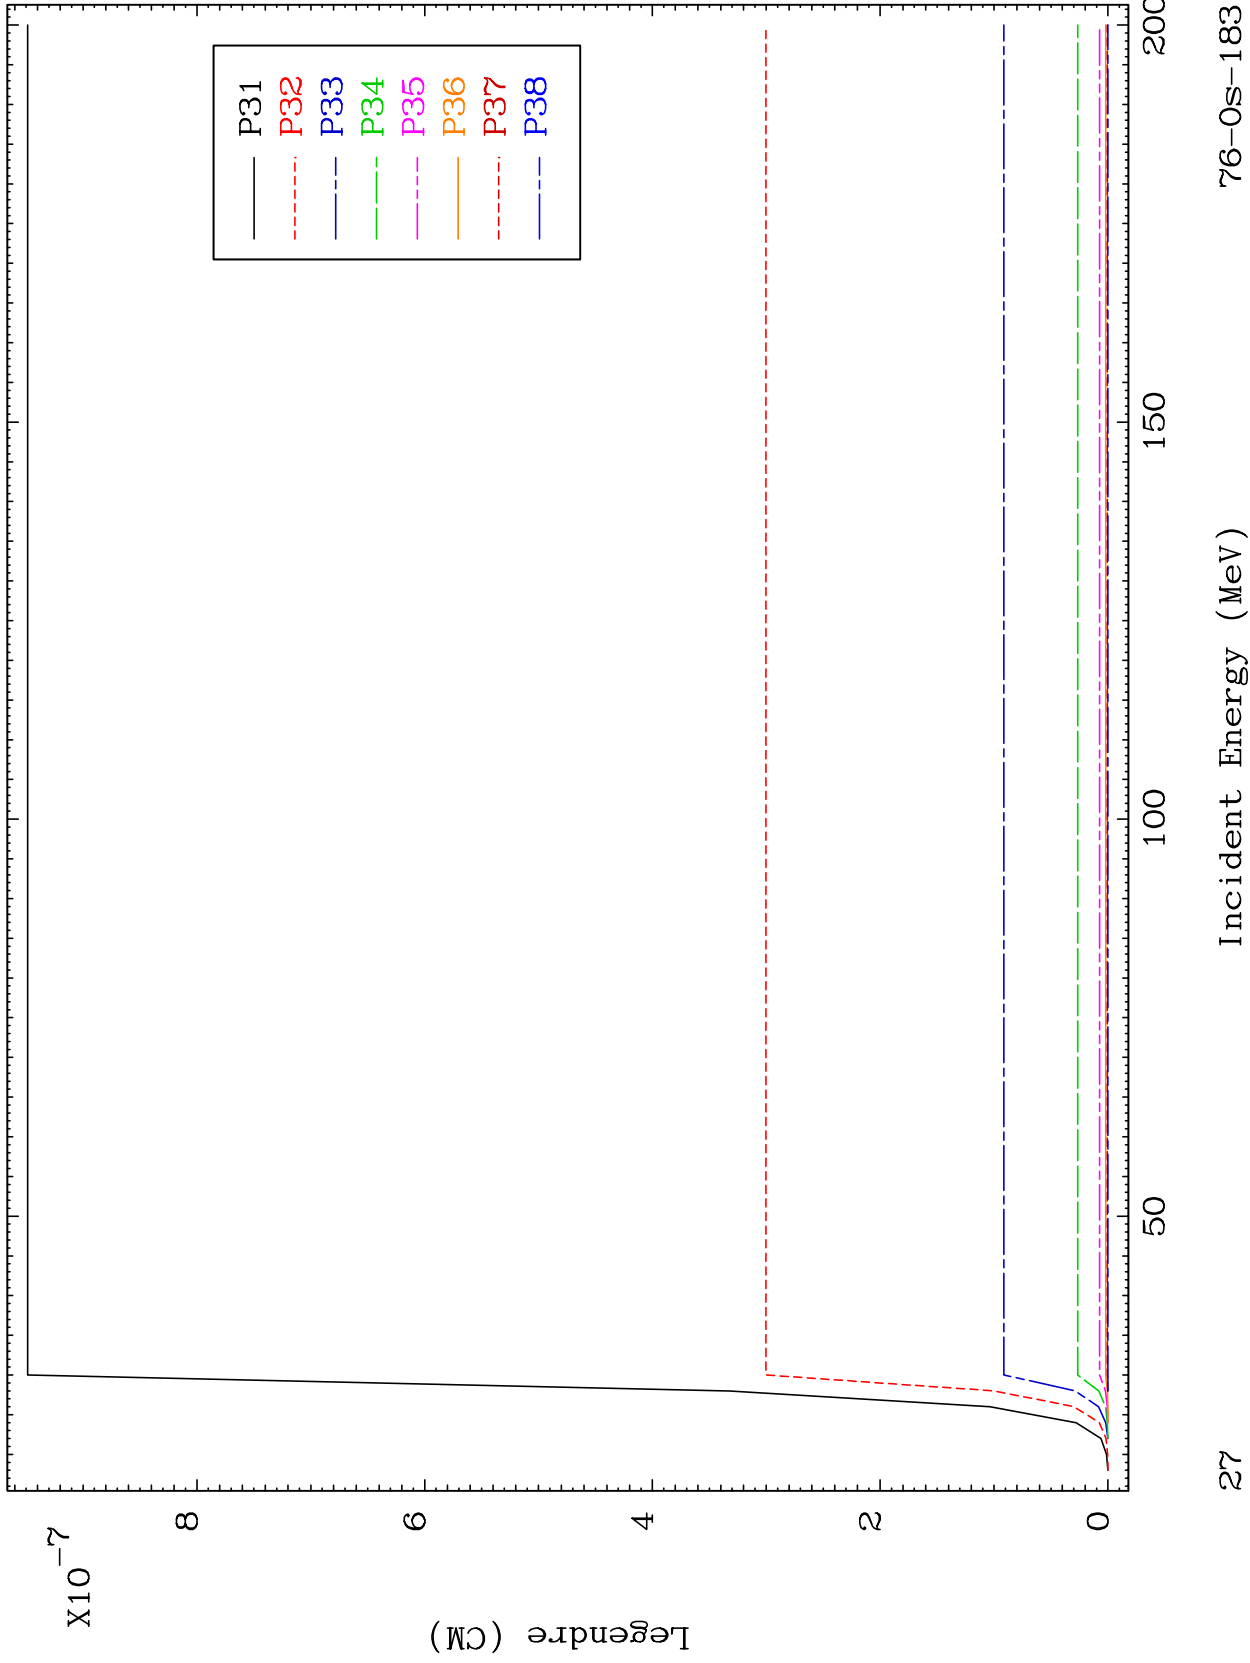 X10-7
8
6
4
2
0
Legendre (CM)
P31
P32
P33
P34
P35
P36
P37
P38
50
100
150
200
Incident Energy (MeV)
27
76-Os-183